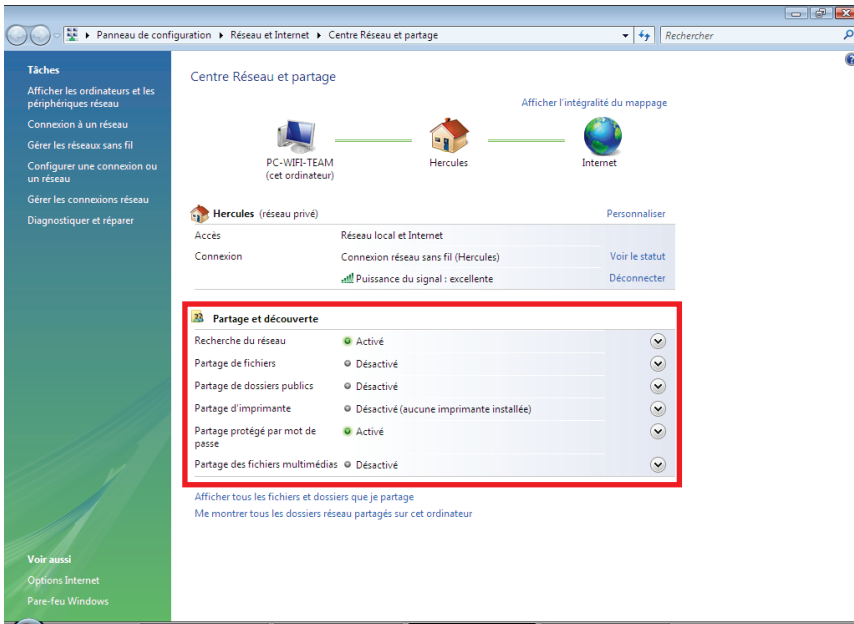 Panneau de configuration ▸ Réseau et Internet ▸ Centre Réseau et partage
Rechercher
Tâches
Afficher les ordinateurs et les
périphériques réseau
Connexion à un réseau
Gérer les réseaux sans fil
Configurer une connexion ou
un réseau
Gérer les connexions réseau
Diagnostiquer et réparer
Voir aussi
Options Internet
Pare-feu Windows
Centre Réseau et partage
Afficher l'intégralité du mappage
PC-WIFI-TEAM
(cet ordinateur)
Hercules
Internet
Hercules (réseau privé)
Personnaliser
Accès
Réseau local et Internet
Connexion
Connexion réseau sans fil (Hercules)
Voir le statut
Puissance du signal : excellente
Déconnecter
Partage et découverte
Recherche du réseau
Activé
Partage de fichiers
Désactivé
Partage de dossiers publics
Désactivé
Partage d'imprimante
Désactivé (aucune imprimante installée)
Partage protégé par mot de
passe
Activé
Partage des fichiers multimédias
Désactivé
Afficher tous les fichiers et dossiers que je partage
Me montrer tous les dossiers réseau partagés sur cet ordinateur